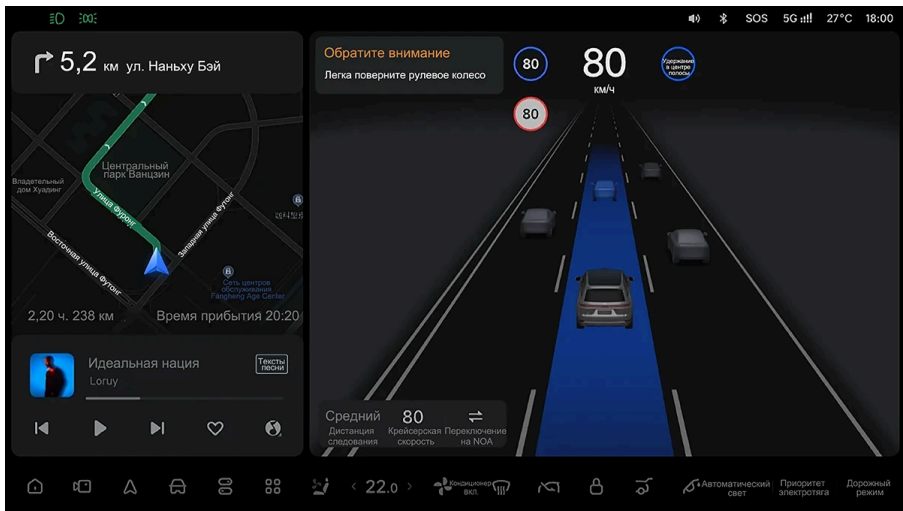 SOS 5G 27°C 18:00
5,2 км ул. Наньху Бэй
Обратите внимание
Легка поверните рулевое колесо
80
80
км/ч
Удержание
в центре
полосы
80
Центральный
парк Ванцзин
Владетельный
дом Хуадинг
Улица Фуронг
Западная улица Футонг
Восточная улица Футонг
Сеть центров
обслуживания
Fangheng Age Center
2,20 ч. 238 км Время прибытия 20:20
Идеальная нация
Loruy
Тексты
песни
Средний 80
Дистанция
следования
Крейсерская
скорость
Переключение
на NOA
22.0
Кондиционер
вкл.
Автоматический
свет
Приоритет
электротяга
Дорожный
режим